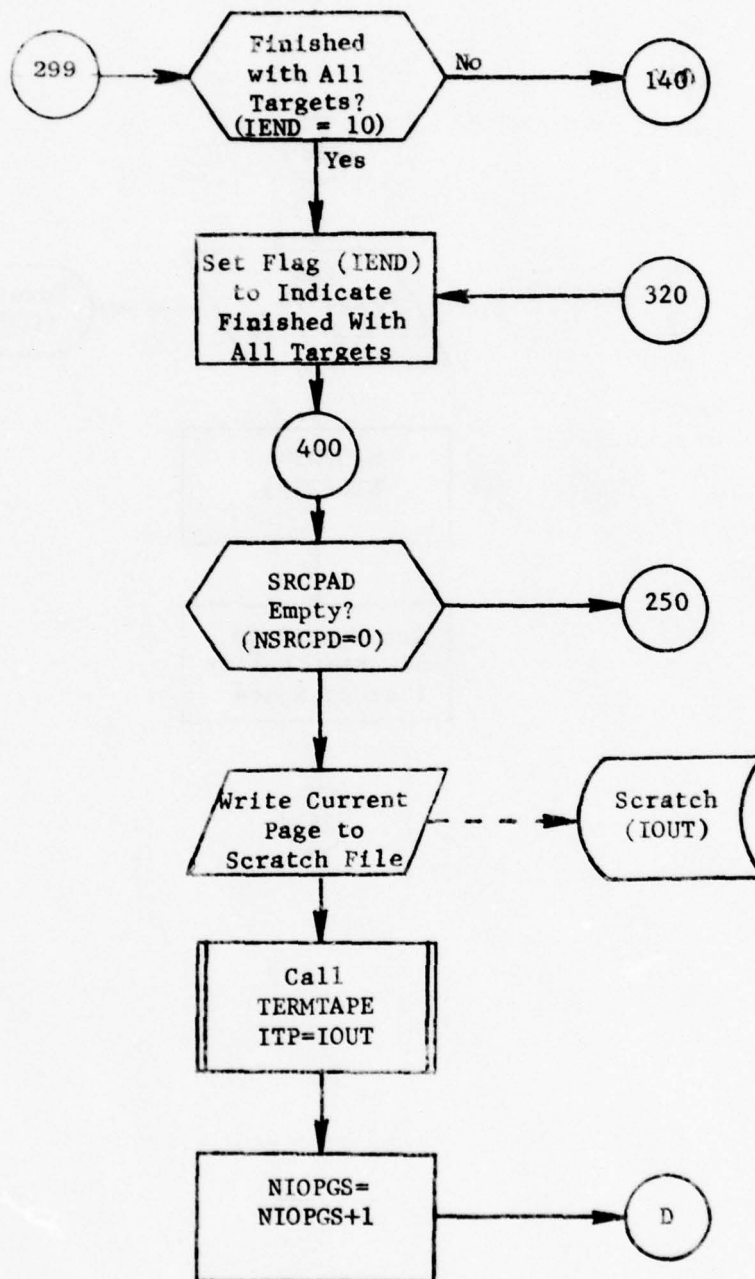 299
Finished
with All
Targets?
(IEND = 10)
No
140
Yes
Set Flag (IEND)
to Indicate
Finished With
All Targets
320
400
SRCPAD
Empty?
(NSRCPD=0)
250
Write Current
Page to
Scratch File
Scratch
(IOUT)
Call
TERMTAPE
ITP=IOUT
NIOPGS=
NIOPGS+1
D